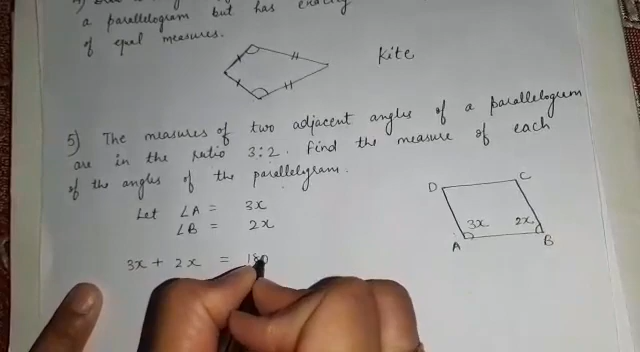 a parallelogram but has exactly
of equal measures.
Kite
5) The measures of two adjacent angles of a parallelogram
are in the ratio 3:2. Find the measure of each
of the angles of the parallelgram.
Let ∠A = 3x
∠B = 2x
3x + 2x = 180
D
C
3x
2x
A
B